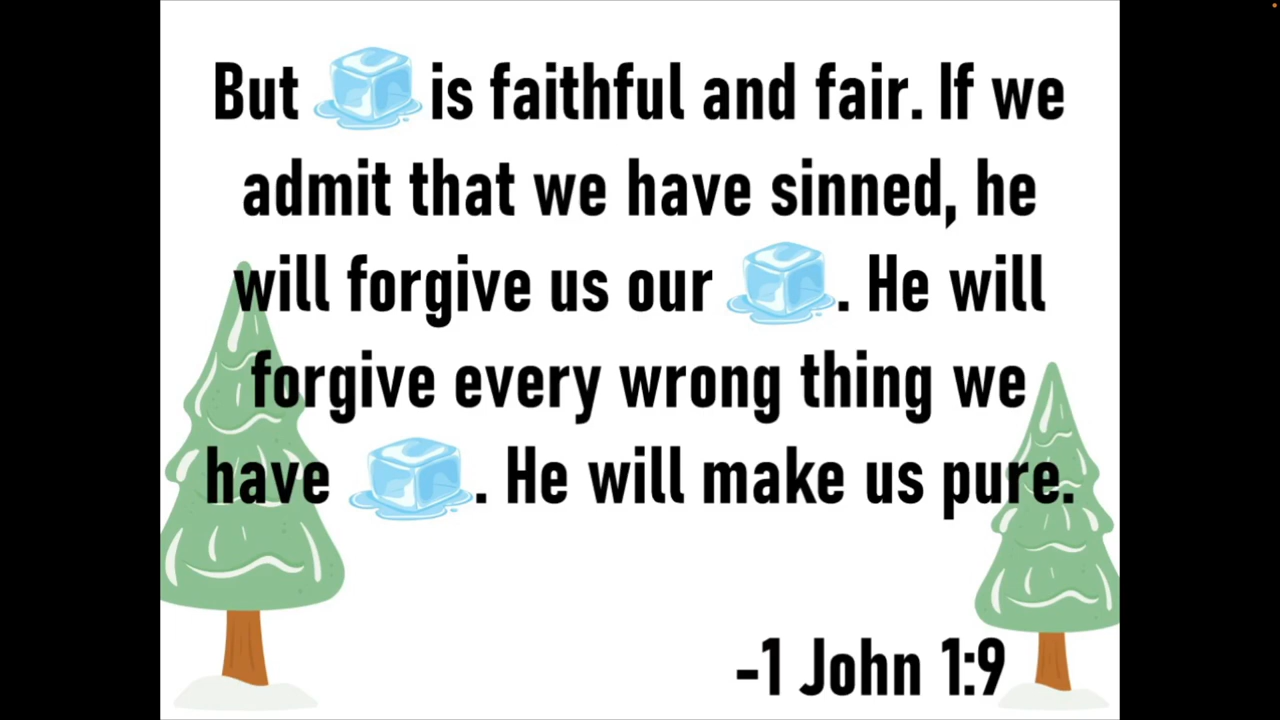 But is faithful and fair. If we
admit that we have sinned, he
will forgive us our . He will
forgive every wrong thing we
have . He will make us pure.
-1 John 1:9